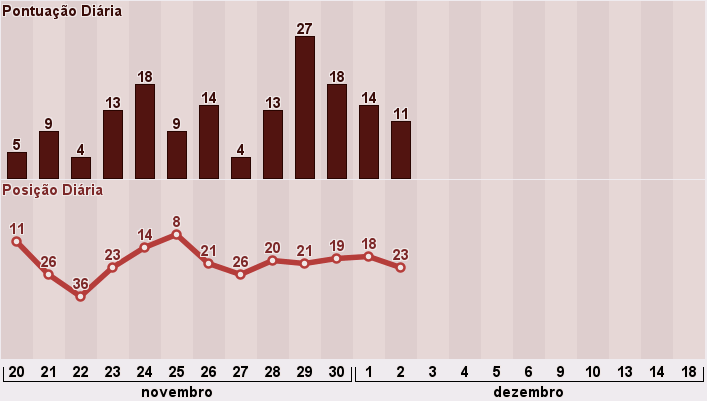 Pontuação Diária
5 9 4 13 18 9 14 4 13 27 18 14 11
Posição Diária
11 26 36 23 14 8 21 26 20 21 19 18 23
20 21 22 23 24 25 26 27 28 29 30 1 2 3 4 5 6 9 10 13 14 18
novembro dezembro